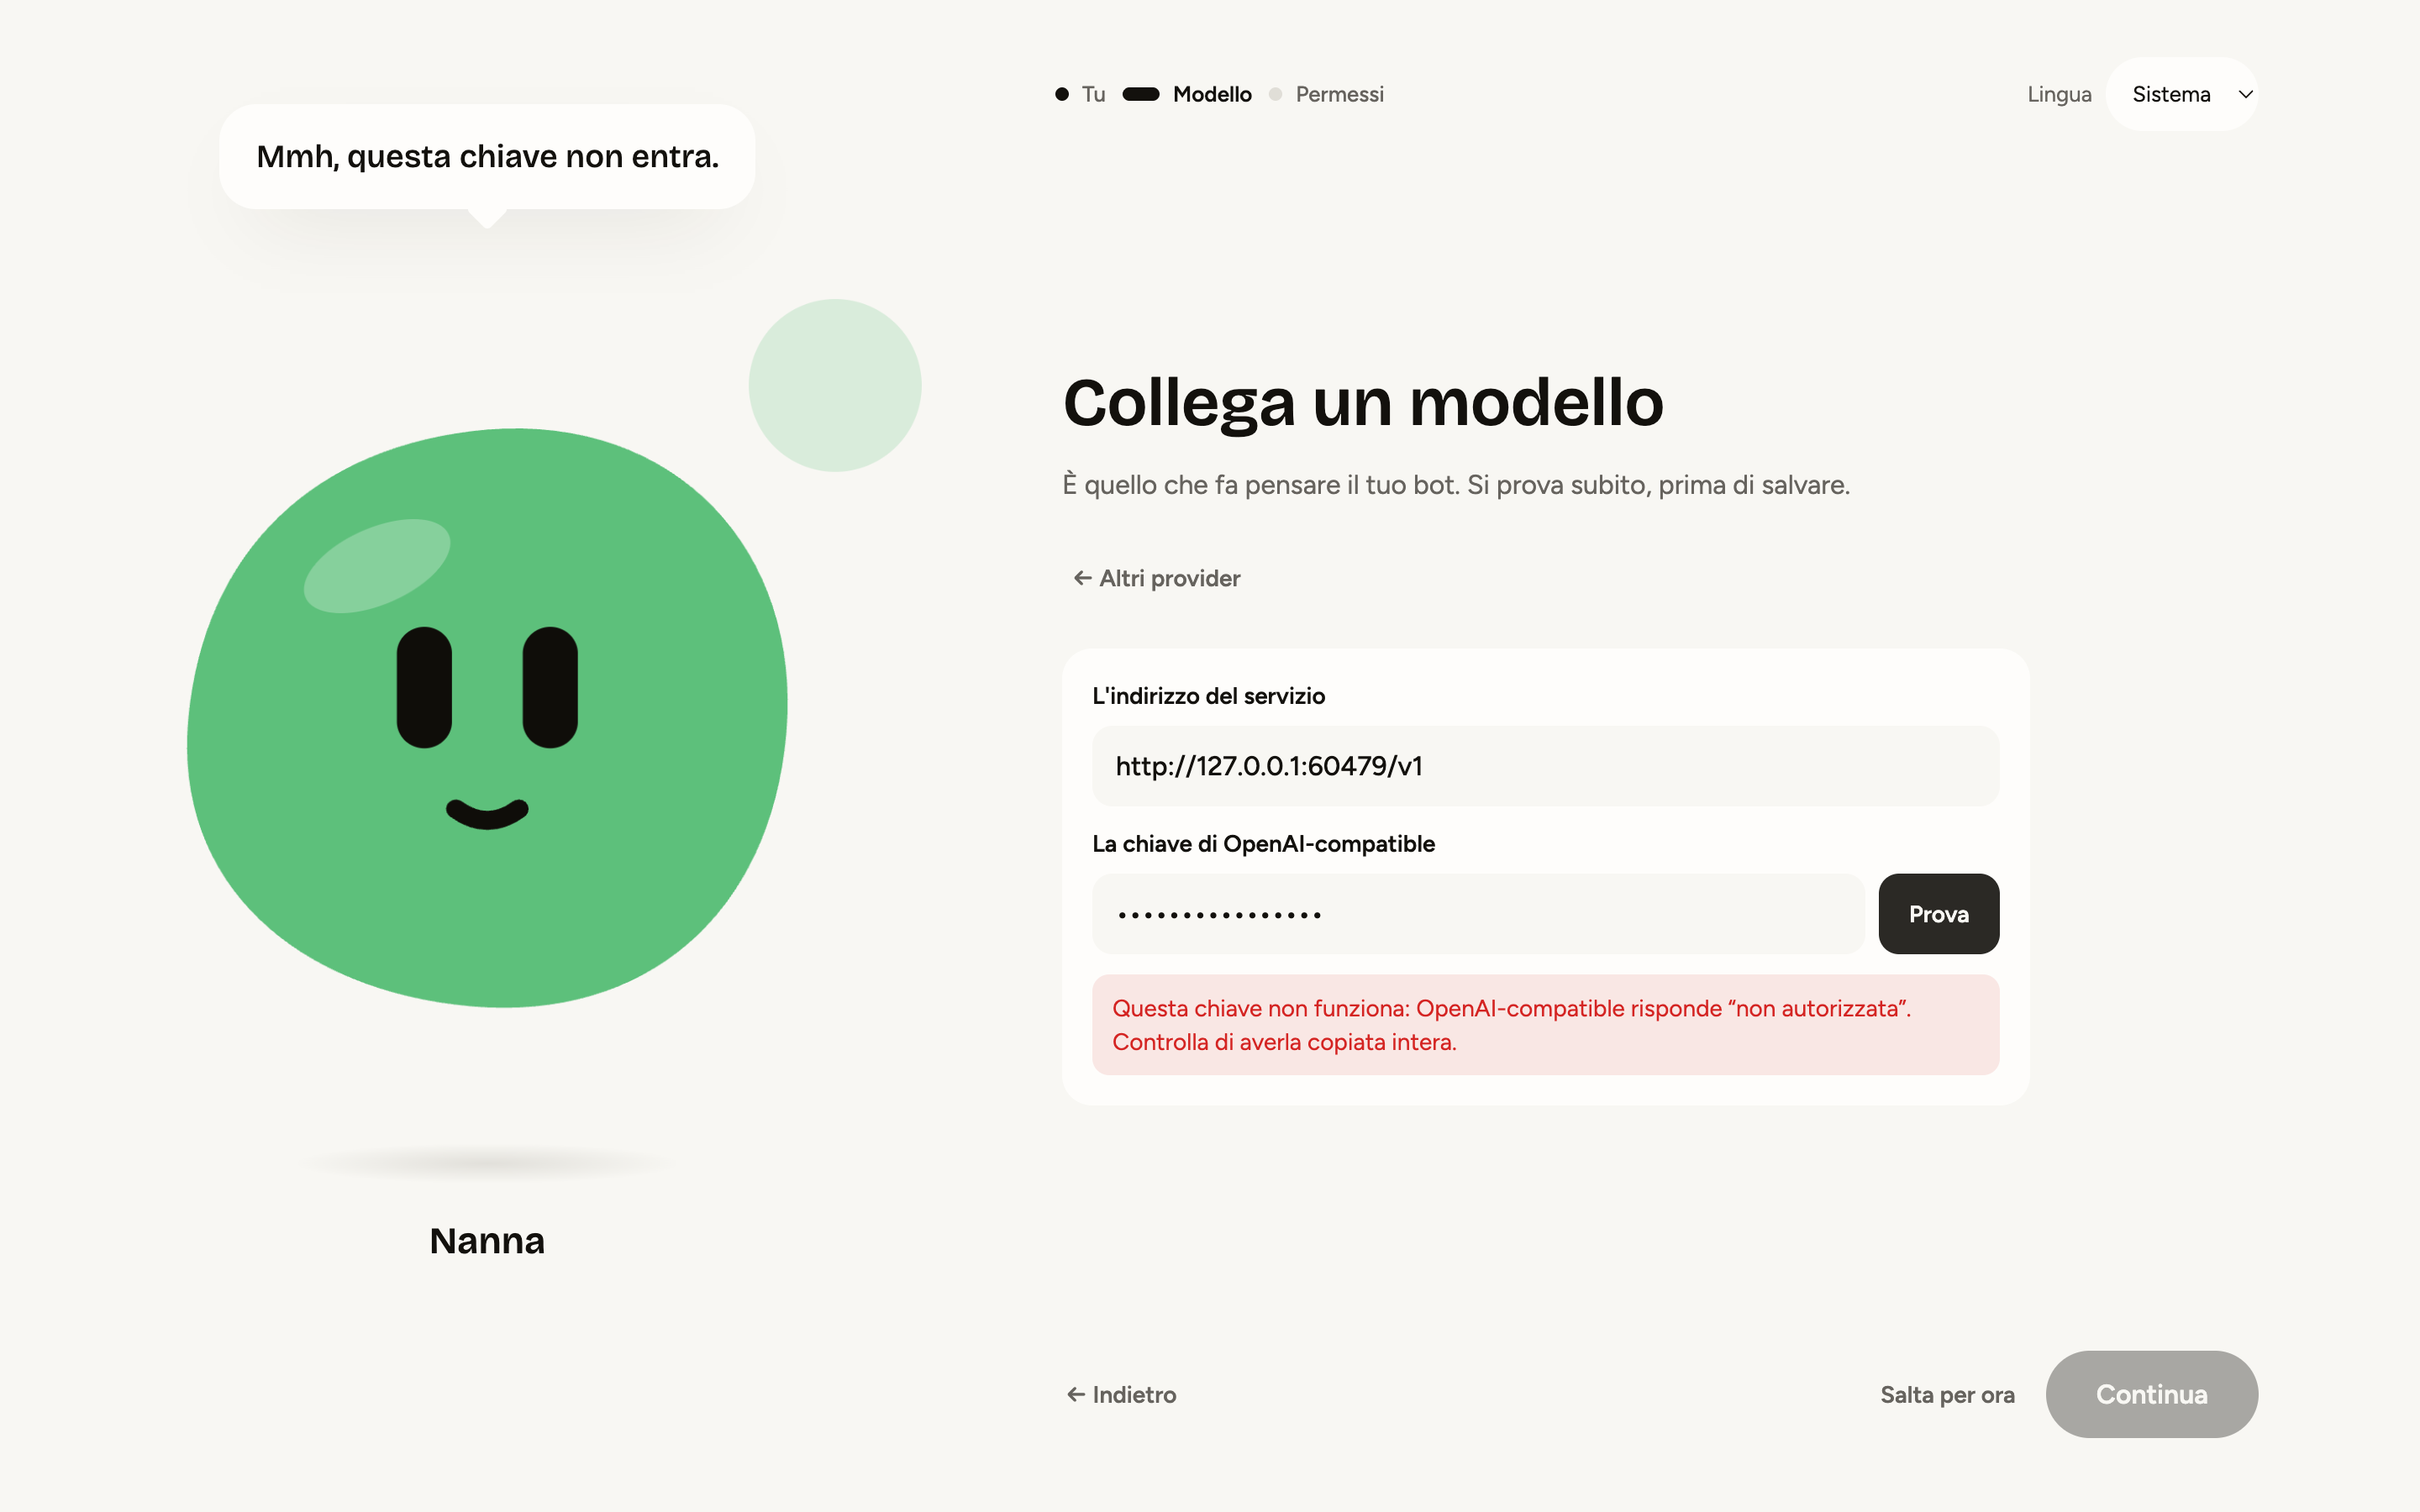 Mmh, questa chiave non entra.
Nanna
Tu
Modello
Permessi
Lingua
Sistema
Collega un modello
È quello che fa pensare il tuo bot. Si prova subito, prima di salvare.
← Altri provider
L'indirizzo del servizio
http://127.0.0.1:60479/v1
La chiave di OpenAI-compatible
••••••••••••••••
Prova
Questa chiave non funziona: OpenAI-compatible risponde “non autorizzata”.
Controlla di averla copiata intera.
← Indietro
Salta per ora
Continua